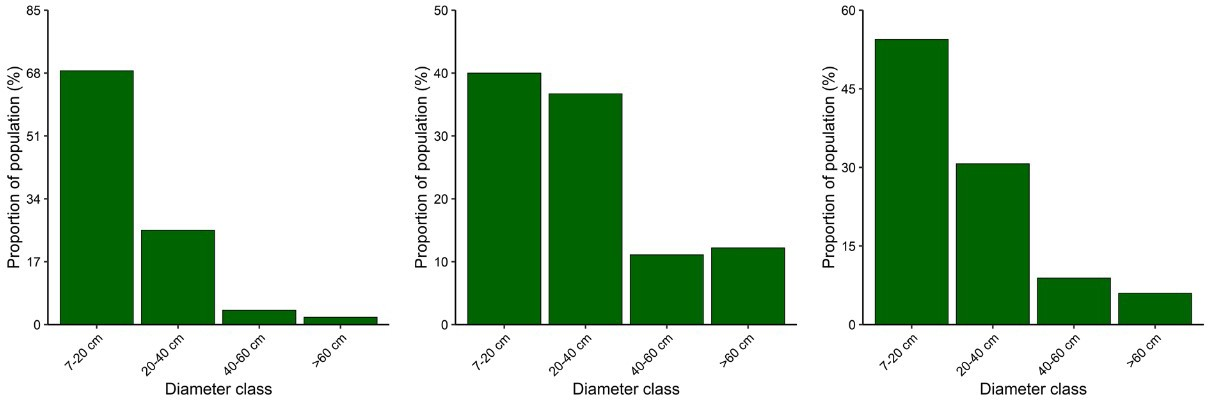 Proportion of population (%)
85
68
51
34
17
0
7-20 cm
20-40 cm
40-60 cm
>60 cm
Diameter class
Proportion of population (%)
50
40
30
20
10
0
7-20 cm
20-40 cm
40-60 cm
>60 cm
Diameter class
Proportion of population (%)
60
45
30
15
0
7-20 cm
20-40 cm
40-60 cm
>60 cm
Diameter class